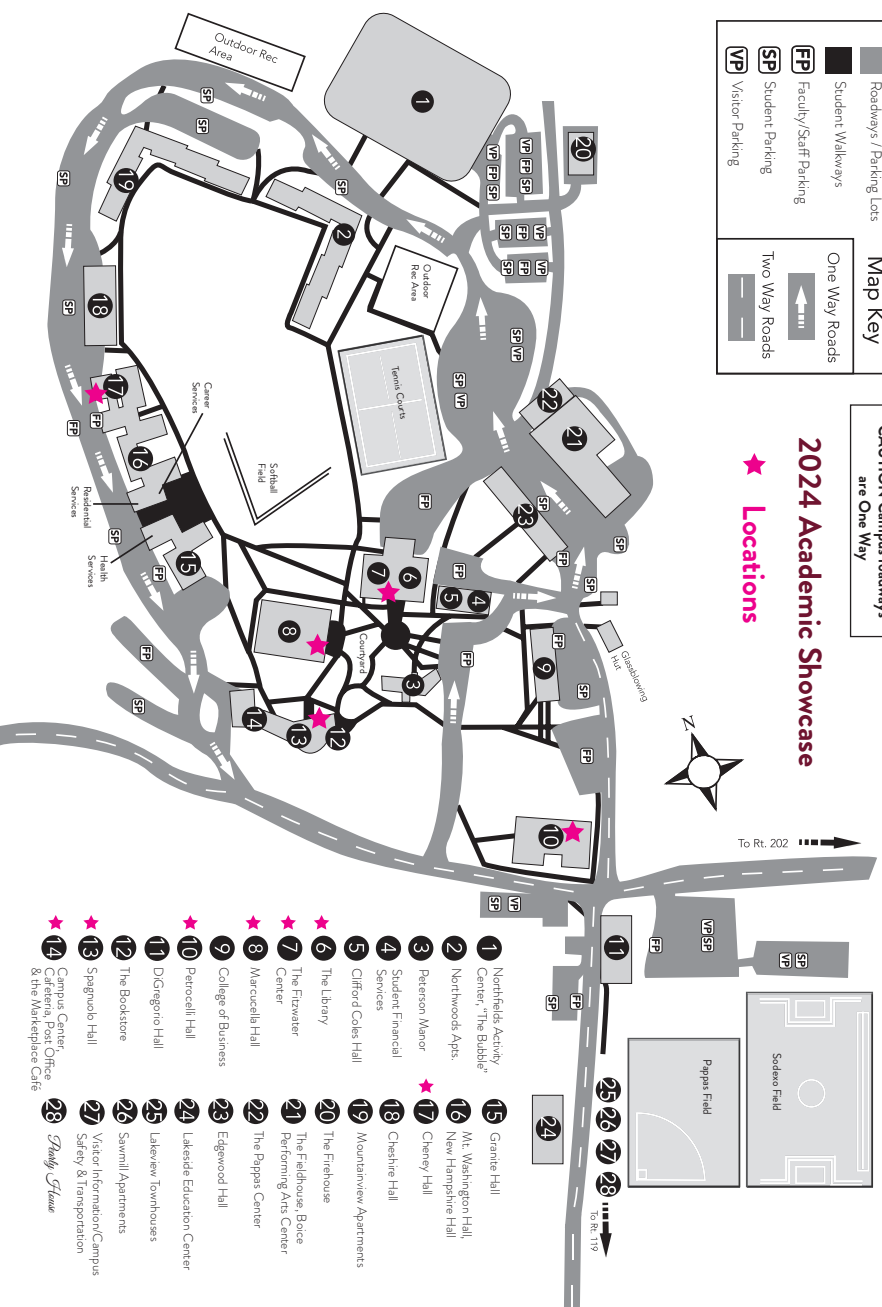 Map Key
Roadways / Parking Lots
Student Walkways
FP Faculty/Staff Parking
SP Student Parking
VP Visitor Parking
One Way Roads
Two Way Roads
are One Way
2024 Academic Showcase
★ Locations
N
To Rt. 202
Glassblowing
Hut
Outdoor Rec
Area
Outdoor
Rec Area
Tennis Courts
Softball
Field
Career
Services
Residential
Services
Health
Services
Courtyard
Sodexo Field
Pappas Field
25 26 27 28
To Rt. 119
1 Northfields Activity
Center, "The Bubble"
2 Northwoods Apts.
3 Peterson Manor
4 Student Financial
Services
5 Clifford Coles Hall
★ 6 The Library
★ 7 The Fitzwater
Center
★ 8 Marcucella Hall
9 College of Business
★ 10 Petrocelli Hall
11 DiGregorio Hall
12 The Bookstore
★ 13 Spagnuolo Hall
★ 14 Campus Center,
Cafeteria, Post Office
& the Marketplace Café
15 Granite Hall
16 Mt. Washington Hall,
New Hampshire Hall
★ 17 Cheney Hall
18 Cheshire Hall
19 Mountainview Apartments
20 The Firehouse
21 The Fieldhouse, Boice
Performing Arts Center
22 The Pappas Center
23 Edgewood Hall
24 Lakeside Education Center
25 Lakeview Townhouses
26 Sawmill Apartments
27 Visitor Information/Campus
Safety & Transportation
28 Pearly House